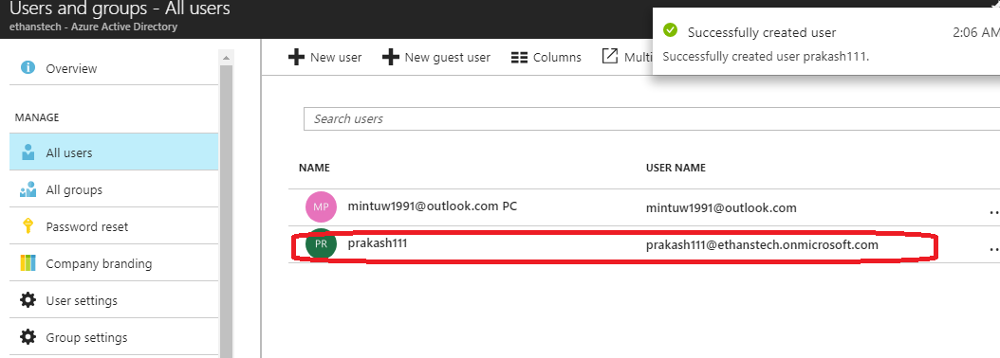 Users and groups - All users
ethanstech - Azure Active Directory
Successfully created user 2:06 AM
Successfully created user prakash111.
Overview
MANAGE
All users
All groups
Password reset
Company branding
User settings
Group settings
New user New guest user Columns Multi
Search users
NAME USER NAME
MP mintuw1991@outlook.com PC mintuw1991@outlook.com
PR prakash111 prakash111@ethanstech.onmicrosoft.com